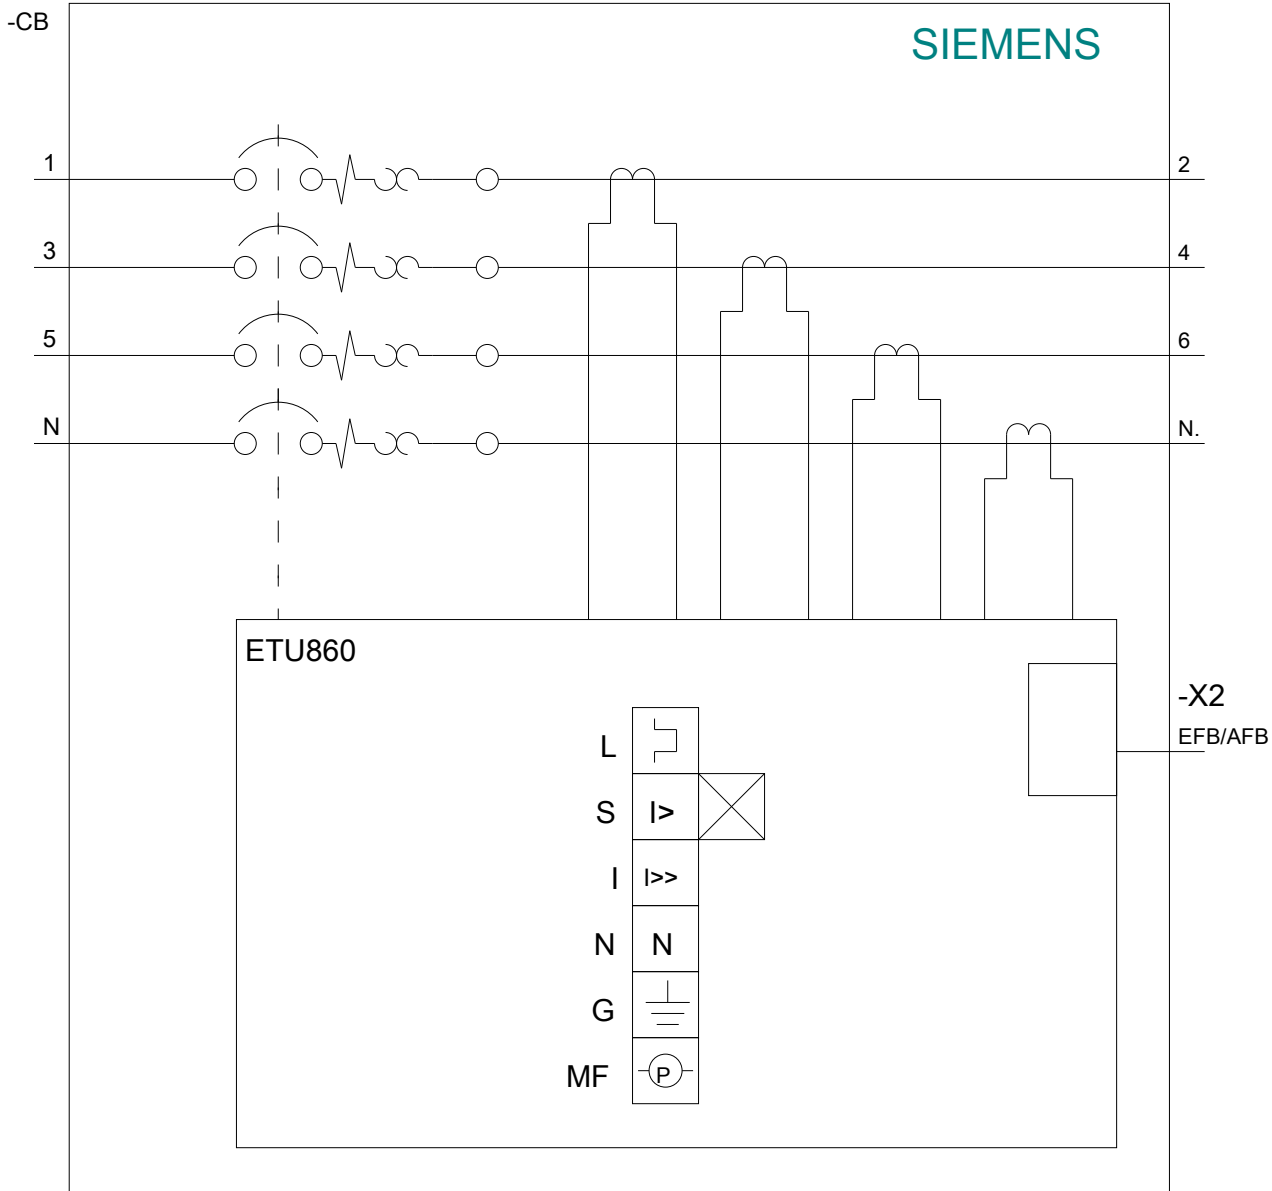 -CB
SIEMENS
1
2
3
4
5
6
N
N.
ETU860
-X2
EFB/AFB
L
S I>
I I>>
N N
G
MF P